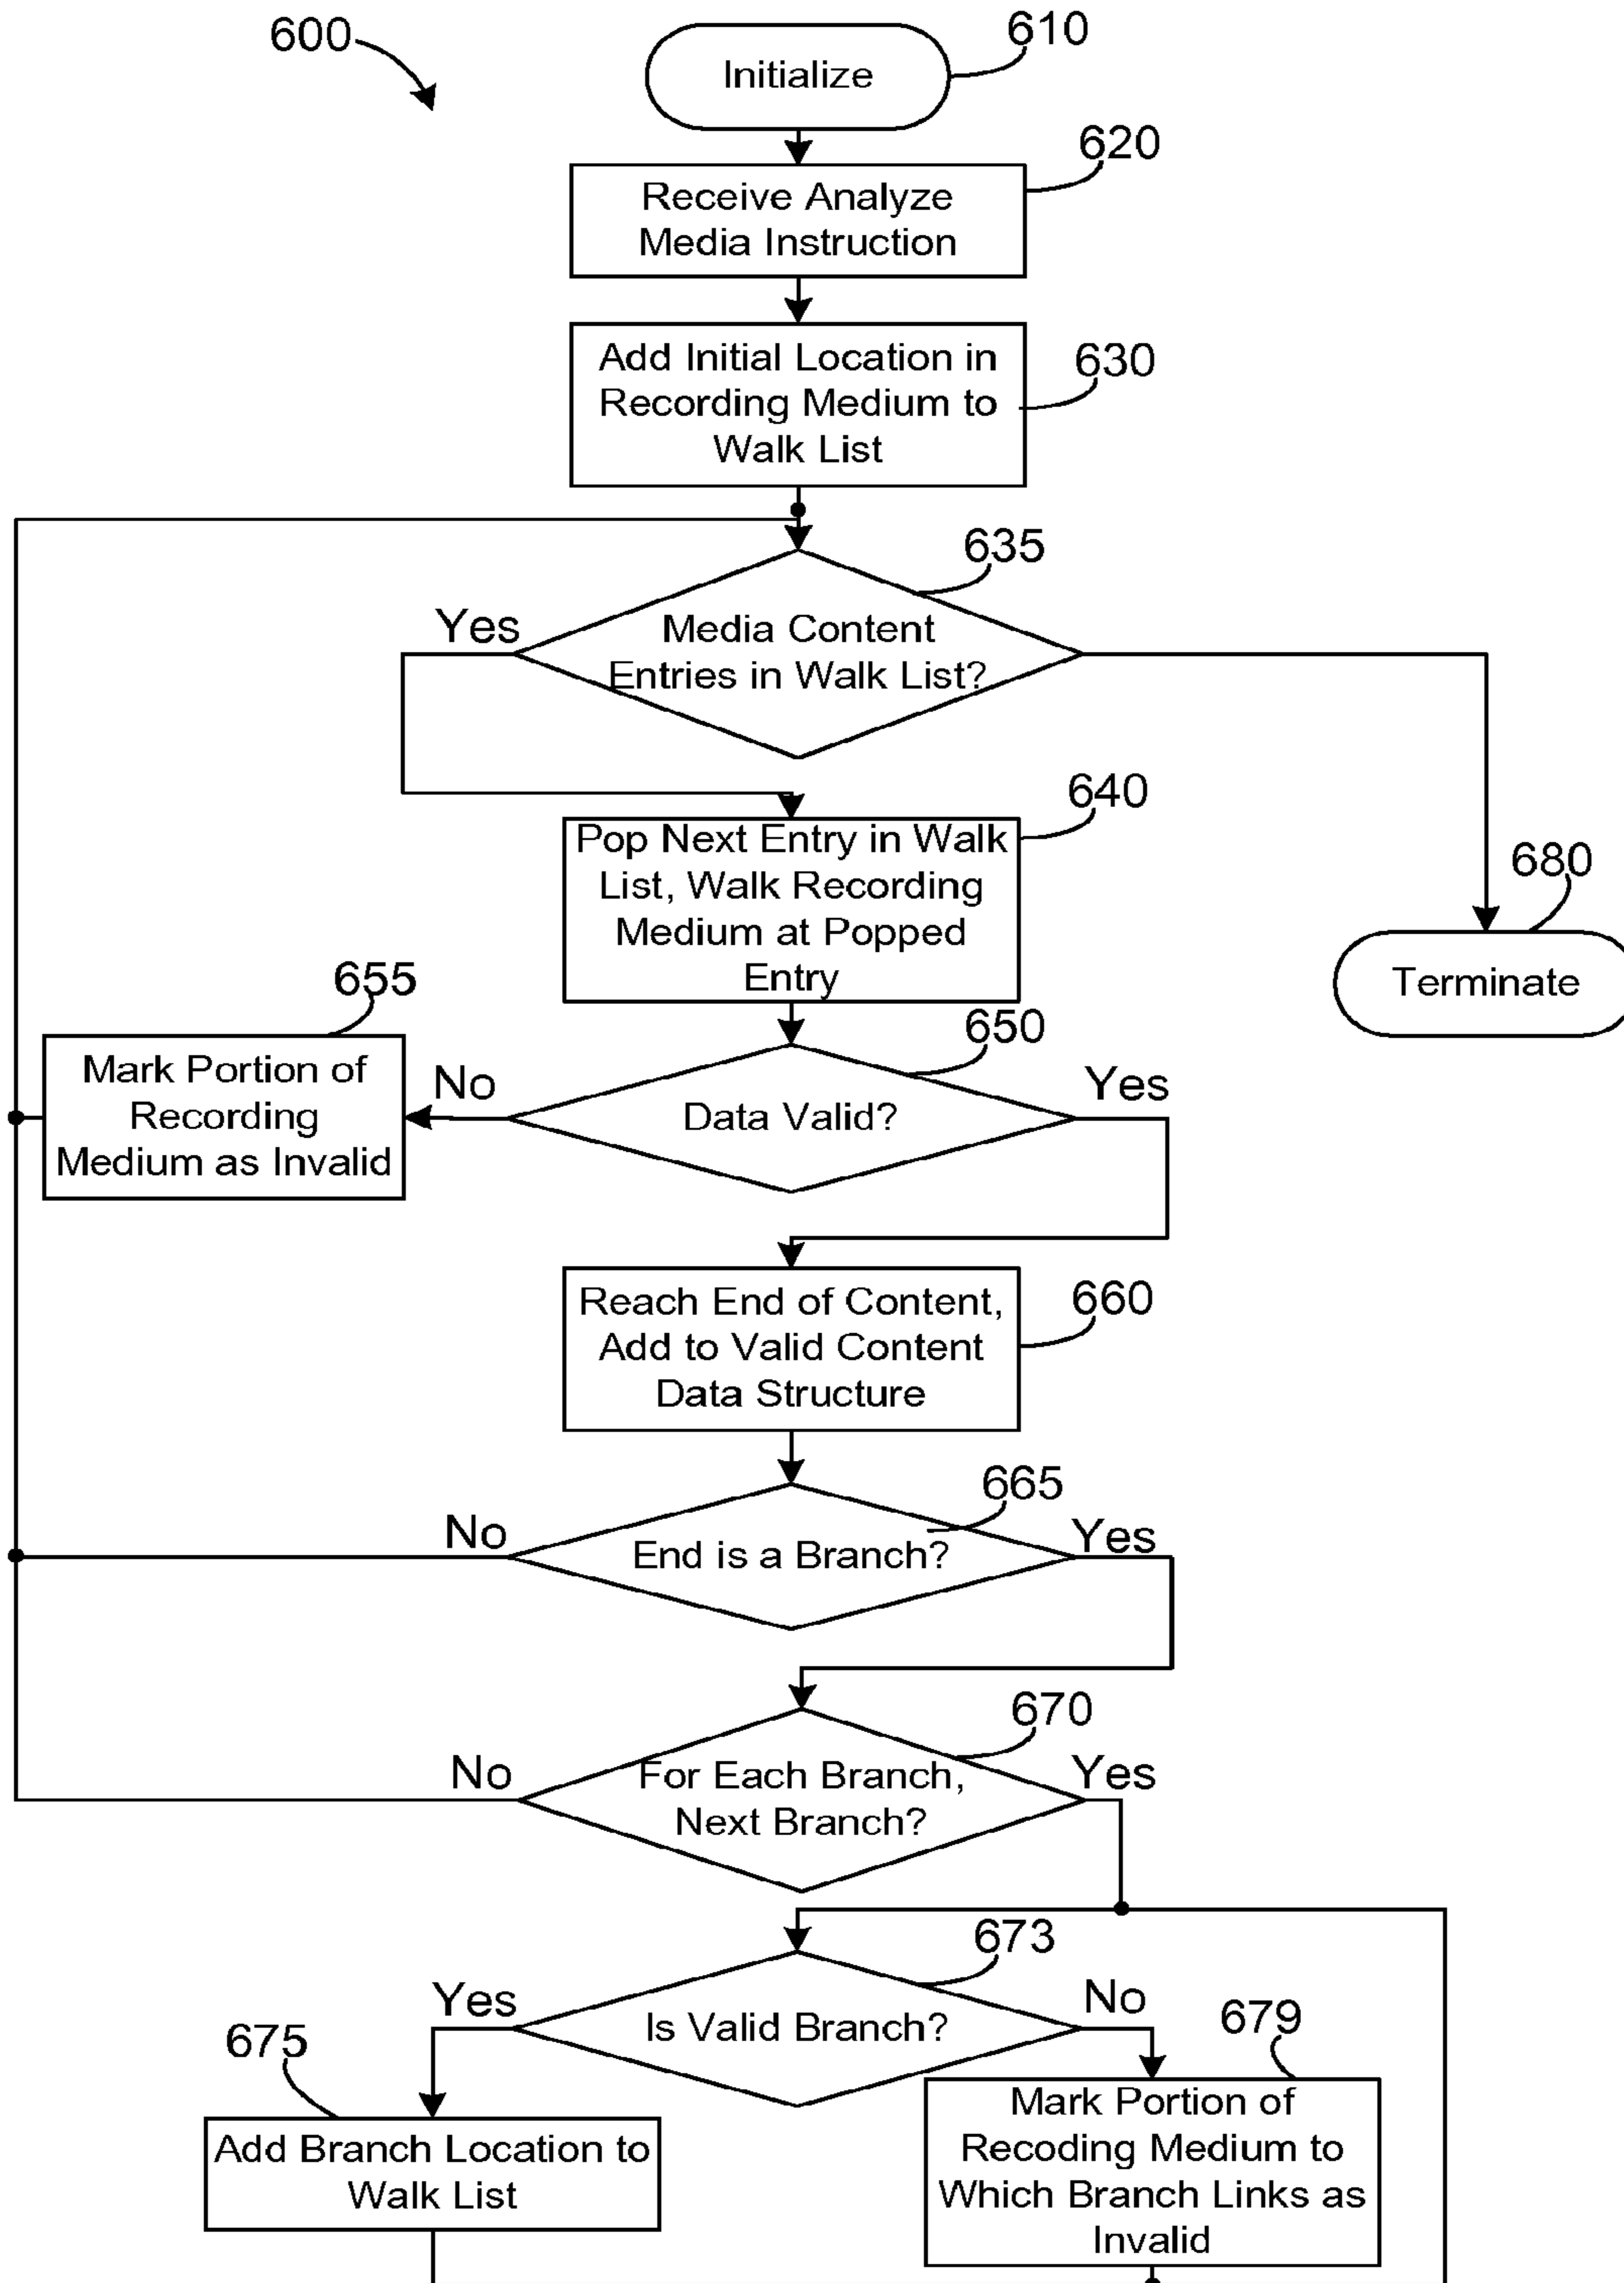 600
610
Initialize
620
Receive Analyze
Media Instruction
630
Add Initial Location in
Recording Medium to
Walk List
635
Yes
Media Content
Entries in Walk List?
640
Pop Next Entry in Walk
List, Walk Recording
Medium at Popped
Entry
680
Terminate
655
Mark Portion of
Recording
Medium as Invalid
650
No
Yes
Data Valid?
660
Reach End of Content,
Add to Valid Content
Data Structure
665
No
Yes
End is a Branch?
670
No
Yes
For Each Branch,
Next Branch?
673
Yes
No
Is Valid Branch?
675
Add Branch Location to
Walk List
679
Mark Portion of
Recoding Medium to
Which Branch Links as
Invalid